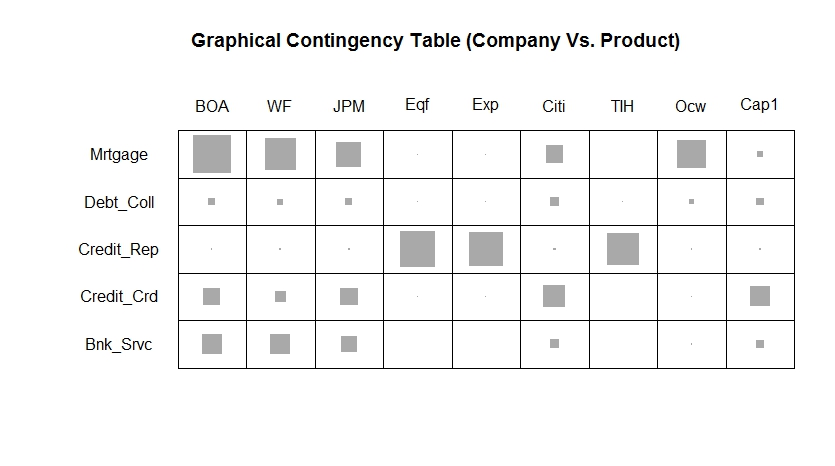 Graphical Contingency Table (Company Vs. Product)
BOA WF JPM Eqf Exp Citi TIH Ocw Cap1
Mrtgage
Debt_Coll
Credit_Rep
Credit_Crd
Bnk_Srvc